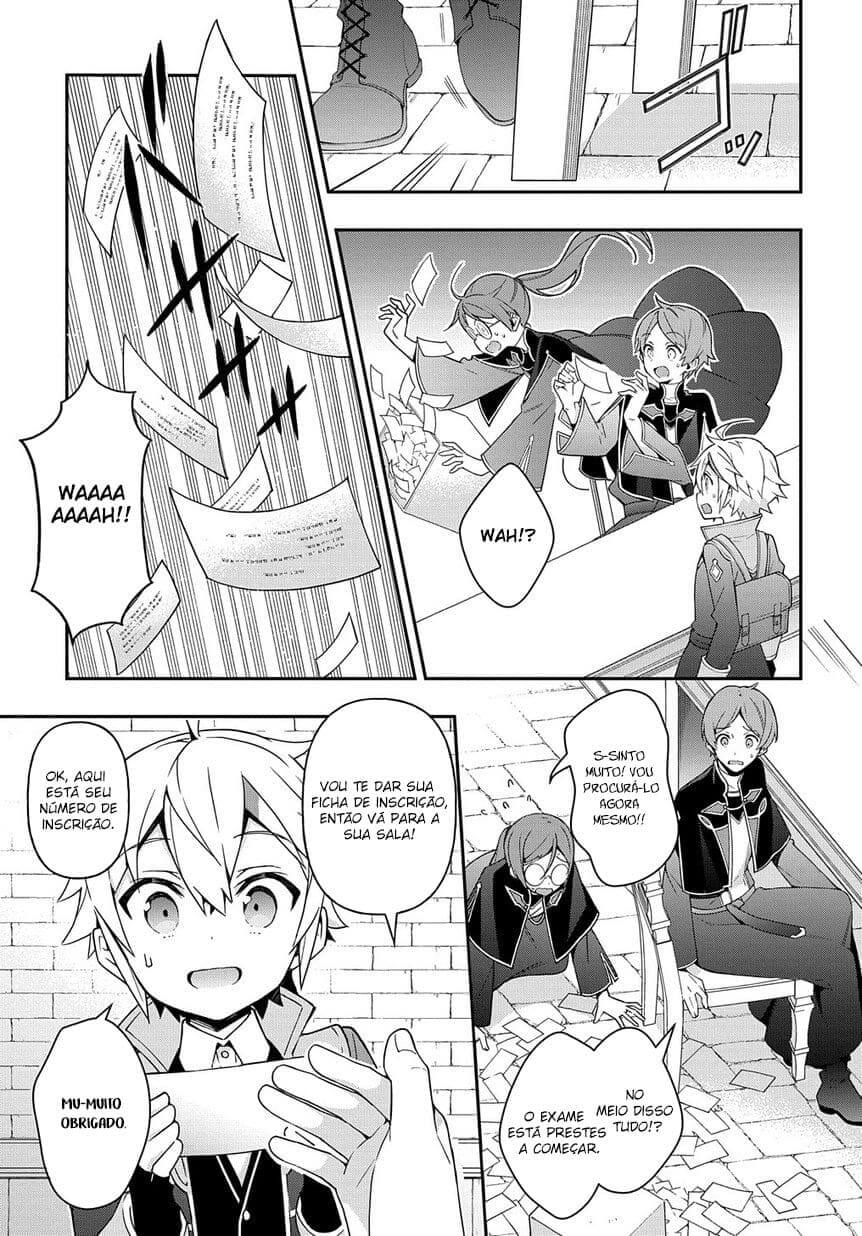 ガ
WAH!?
WAAAA
AAAAH!!
S-SINTO
MUITO! VOU
PROCURÁ-LO
AGORA
MESMO!!
NO
MEIO DISSO
TUDO!?
O EXAME
ESTÁ PRESTES
A COMEÇAR.
VOU TE DAR SUA
FICHA DE INSCRIÇÃO,
ENTÃO VÁ PARA A
SUA SALA!
OK, AQUI
ESTÁ SEU
NÚMERO DE
INSCRIÇÃO.
MU-MUITO
OBRIGADO.